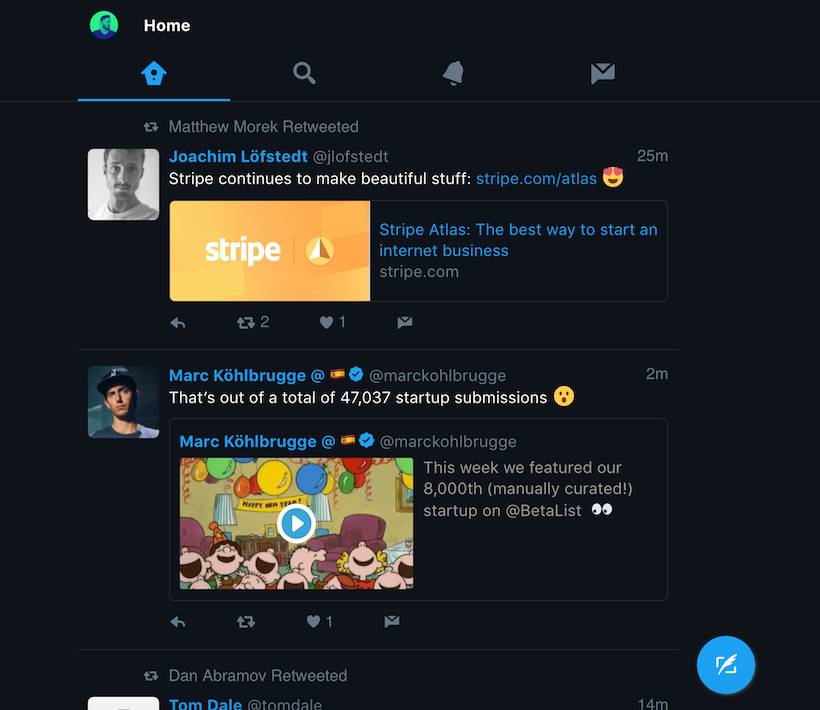 Home
Matthew Morek Retweeted
Joachim Löfstedt @jlofstedt 25m
Stripe continues to make beautiful stuff: stripe.com/atlas 😍
stripe
Stripe Atlas: The best way to start an
internet business
stripe.com
2 1
Marc Köhlbrugge @ 🇪🇸 @marckohlbrugge 2m
That's out of a total of 47,037 startup submissions 😮
Marc Köhlbrugge @ 🇪🇸 @marckohlbrugge
HAPPY NEW YEAR!
This week we featured our
8,000th (manually curated!)
startup on @BetaList 👀
1
Dan Abramov Retweeted
Tom Dale @tomdale 14m